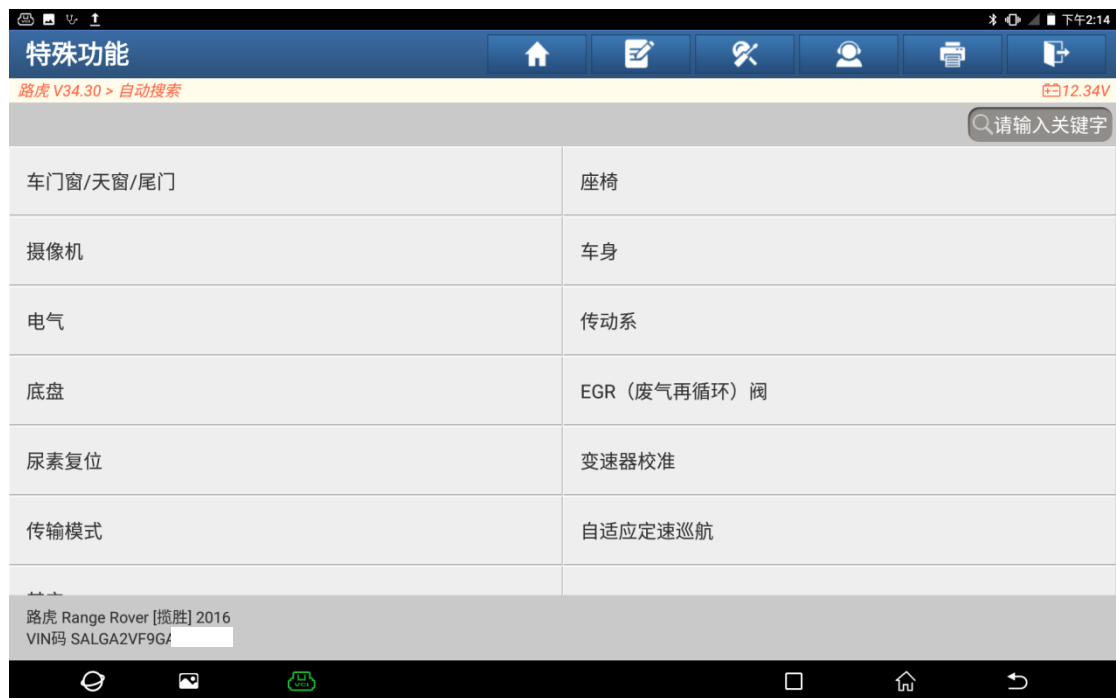 下午2:14
特殊功能
路虎 V34.30 > 自动搜索
12.34V
请输入关键字
车门窗/天窗/尾门
座椅
摄像机
车身
电气
传动系
底盘
EGR（废气再循环）阀
尿素复位
变速器校准
传输模式
自适应定速巡航
路虎 Range Rover [揽胜] 2016
VIN码 SALGA2VF9GA
VCI